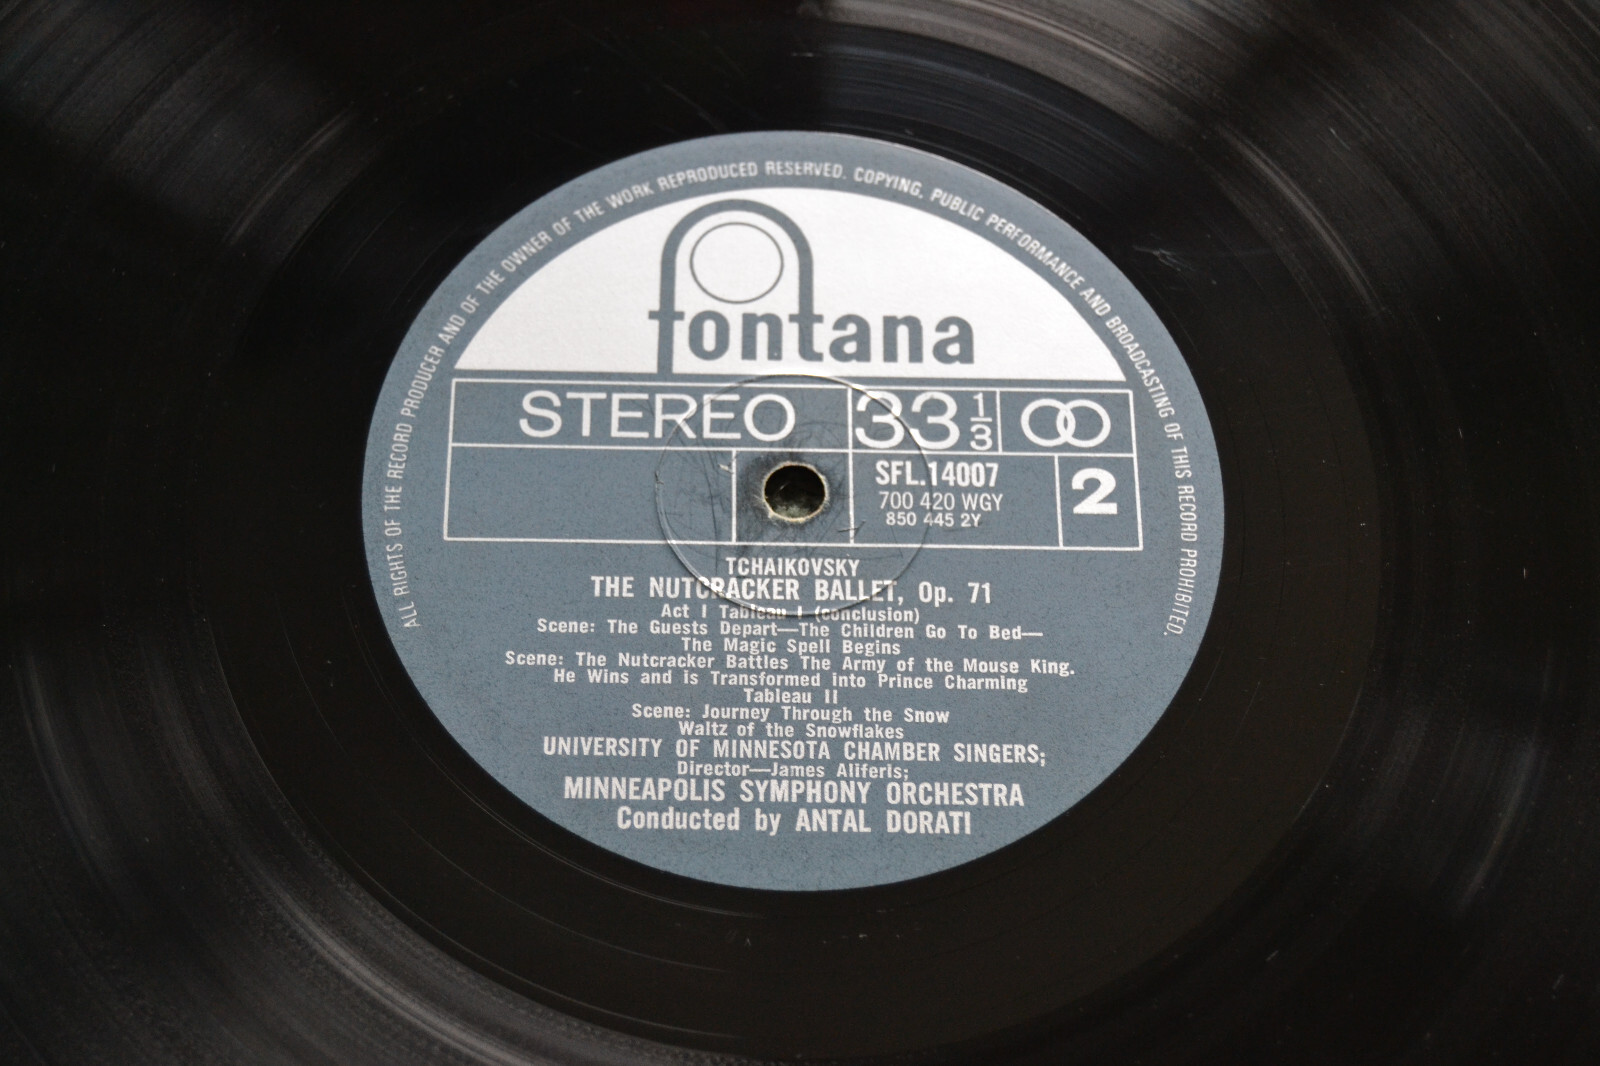 ALL RIGHTS OF THE RECORD PRODUCER AND OF THE OWNER OF THE WORK REPRODUCED RESERVED. COPYING, PUBLIC PERFORMANCE AND BROADCASTING OF THIS RECORD PROHIBITED.
fontana
STEREO 33 1/3
SFL.14007
700 420 WGY
850 445 2Y
2
TCHAIKOVSKY
THE NUTCRACKER BALLET, Op. 71
Act I Tableau I (conclusion)
Scene: The Guests Depart—The Children Go To Bed—
The Magic Spell Begins
Scene: The Nutcracker Battles The Army of the Mouse King.
He Wins and is Transformed into Prince Charming
Tableau II
Scene: Journey Through the Snow
Waltz of the Snowflakes
UNIVERSITY OF MINNESOTA CHAMBER SINGERS;
Director—James Aliferis;
MINNEAPOLIS SYMPHONY ORCHESTRA
Conducted by ANTAL DORATI